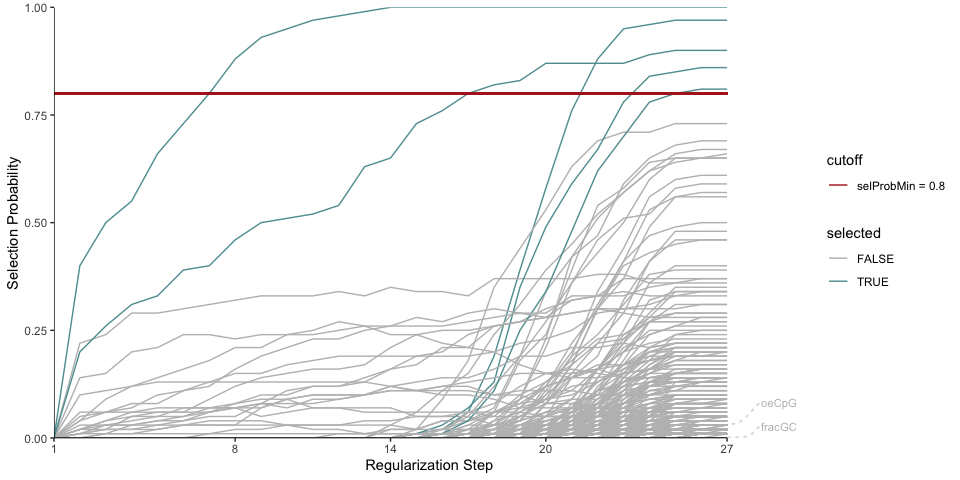 1.00
0.75
0.50
0.25
0.00
Selection Probability
1
8
14
20
27
Regularization Step
oeCpG
fracGC
cutoff
selProbMin = 0.8
selected
FALSE
TRUE